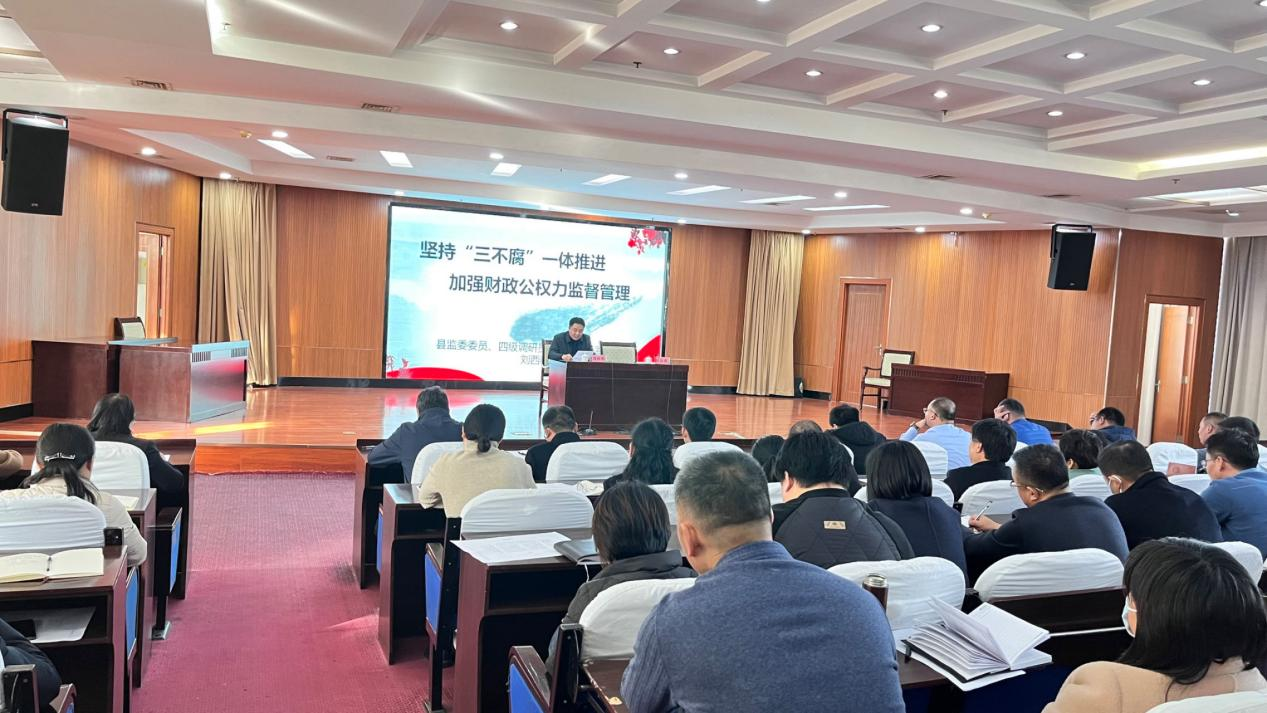 坚持“三不腐”一体推进
加强财政公权力监督管理
县监委委员、四级调研
刘